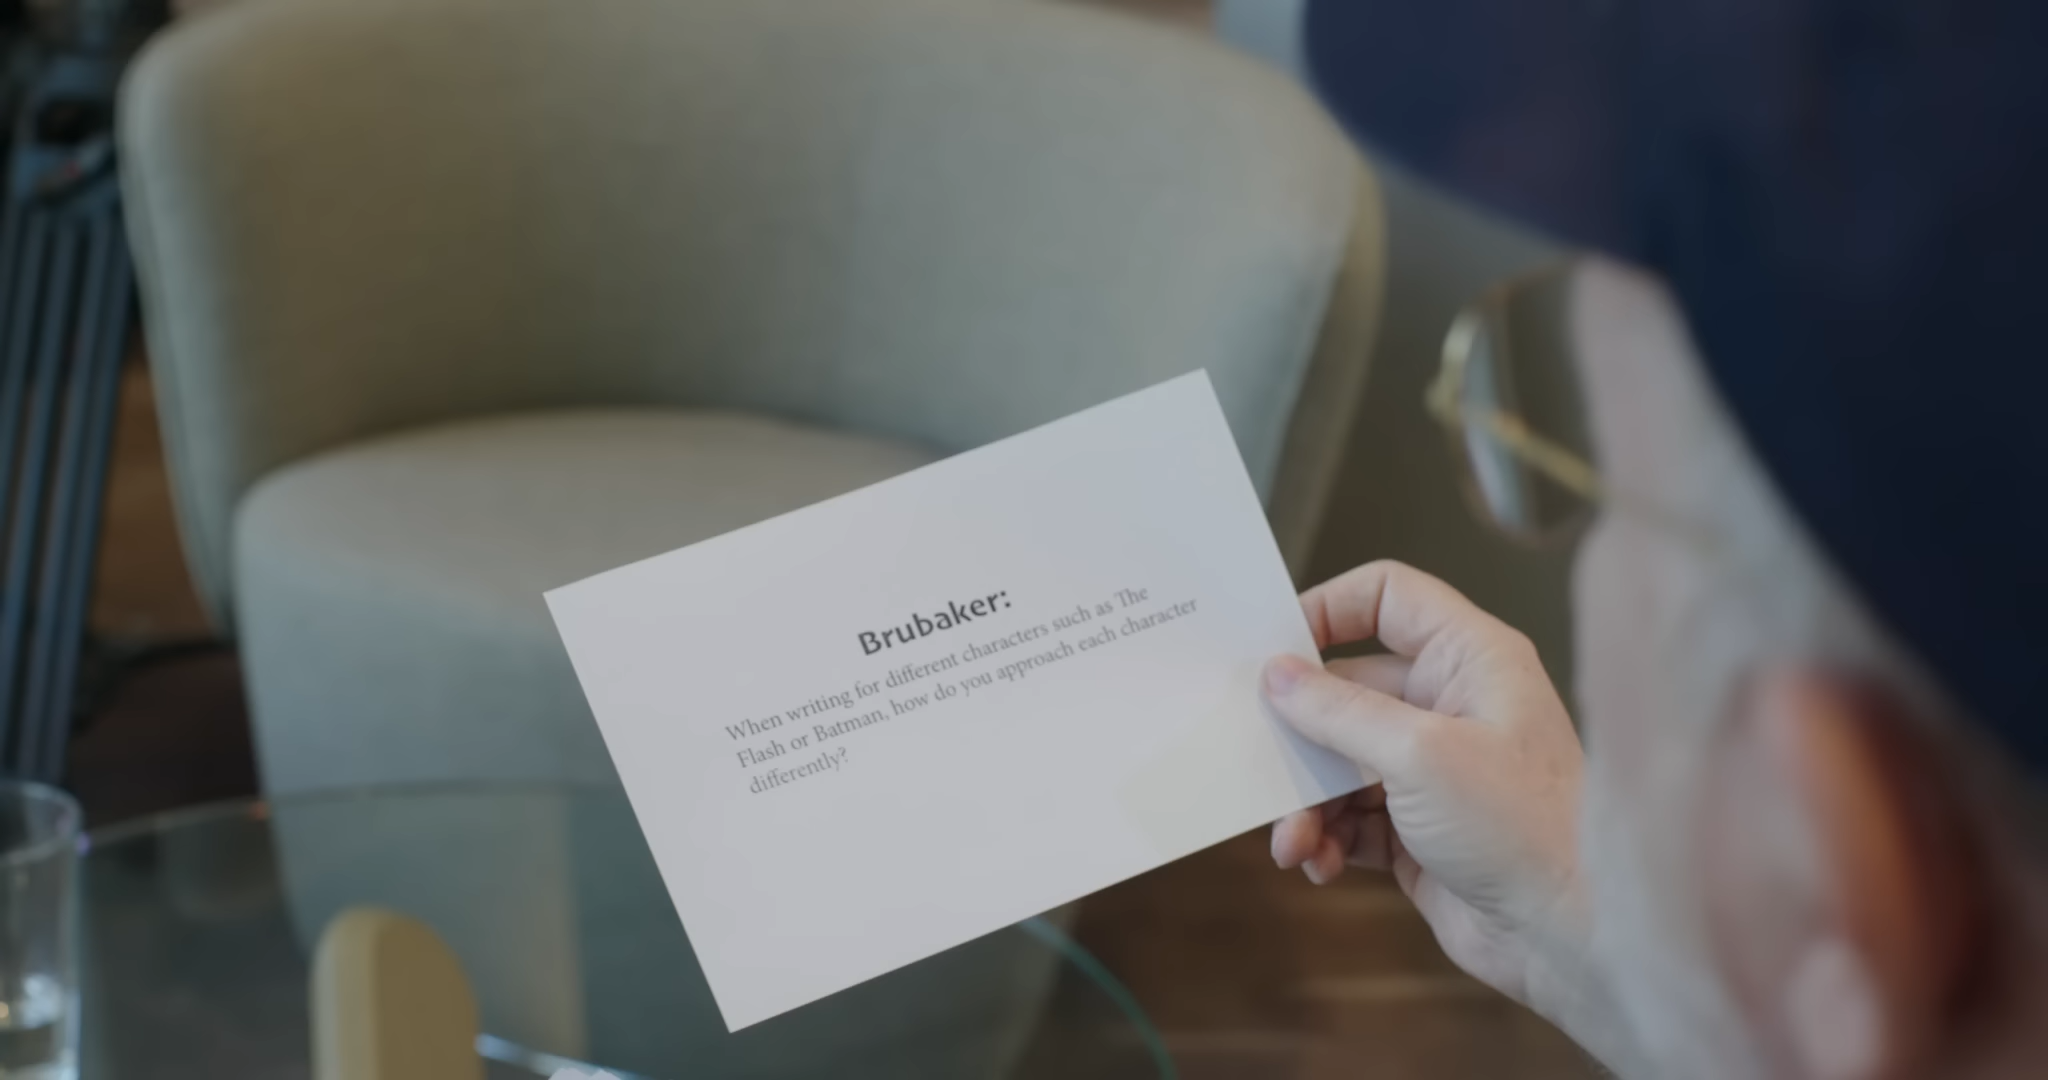 Brubaker:
When writing for different characters such as The
Flash or Batman, how do you approach each character
differently?